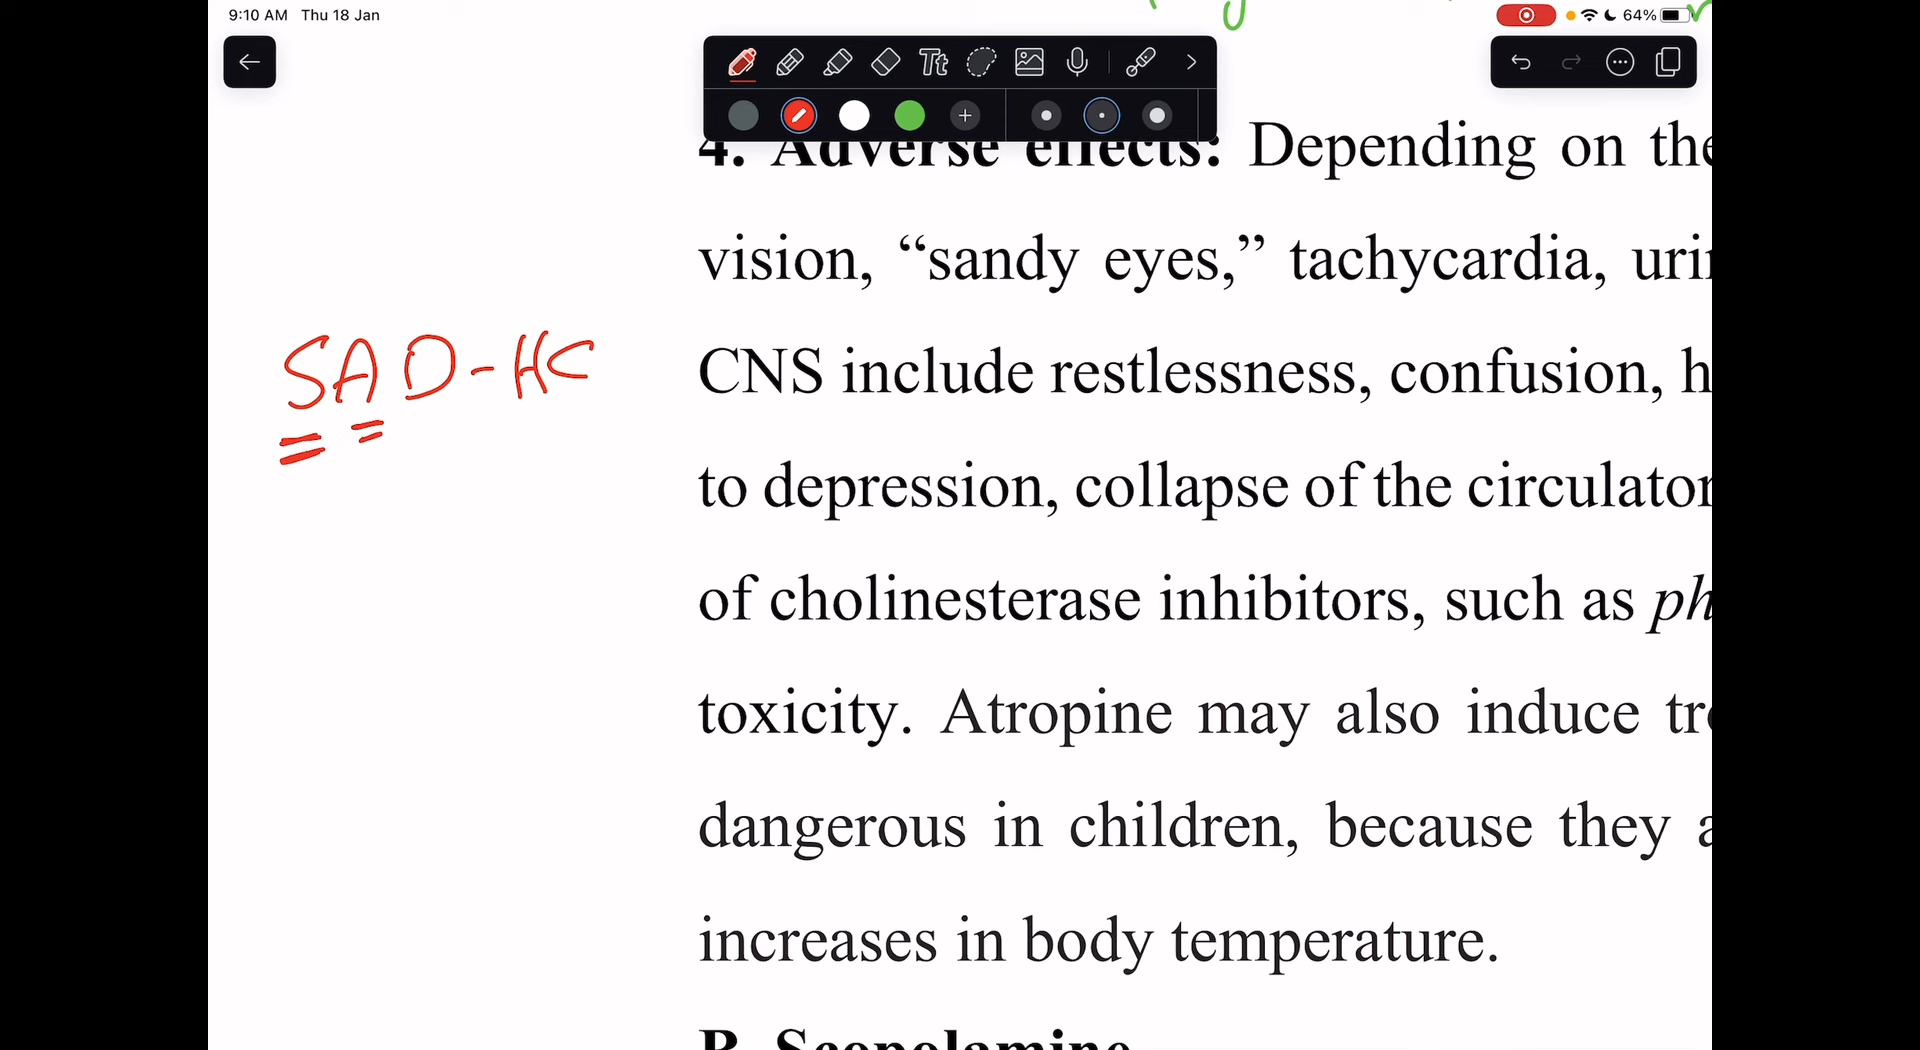 9:10 AM Thu 18 Jan
64%
Tt
4. Adverse effects: Depending on the
vision, “sandy eyes,” tachycardia, uri
SAD-HC
CNS include restlessness, confusion, h
to depression, collapse of the circulator
of cholinesterase inhibitors, such as ph
toxicity. Atropine may also induce tr
dangerous in children, because they a
increases in body temperature.
B. Scopolamine